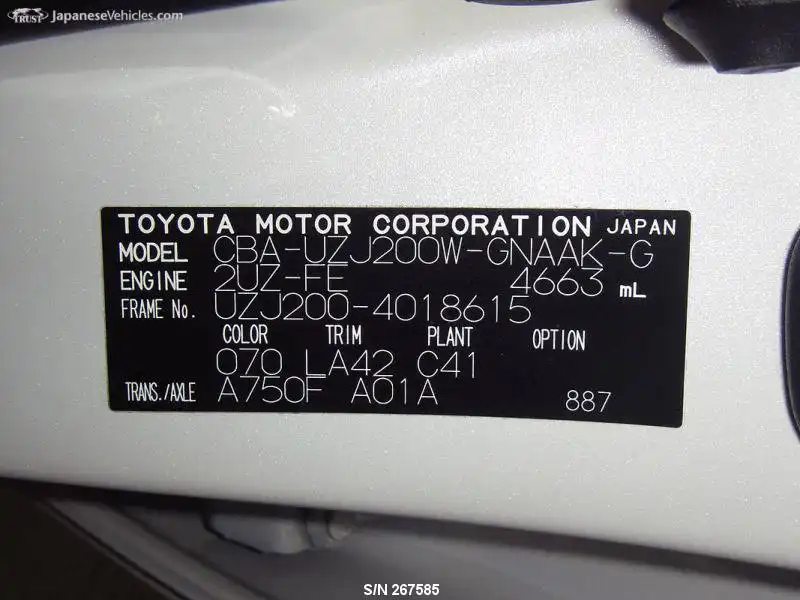 TRUST JapaneseVehicles.com
TOYOTA MOTOR CORPORATION JAPAN
MODEL CBA-UZJ200W-GNAAK-G
ENGINE 2UZ-FE 4663 mL
FRAME No. UZJ200-4018615
COLOR TRIM PLANT OPTION
070 LA42 C41
TRANS./AXLE A750F A01A 887
S/N 267585